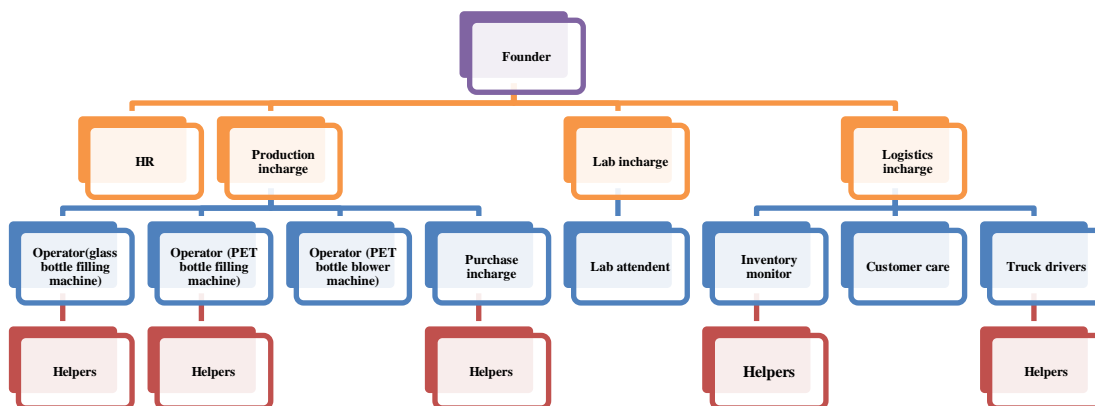 Founder
HR
Production
incharge
Lab incharge
Logistics
incharge
Operator(glass
bottle filling
machine)
Operator (PET
bottle filling
machine)
Operator (PET
bottle blower
machine)
Purchase
incharge
Lab attendent
Inventory
monitor
Customer care
Truck drivers
Helpers
Helpers
Helpers
Helpers
Helpers